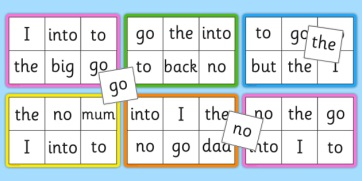 I into to
the big go
go the into
to back no
to go
the
but the I
go
the no mum
I into to
into I the
no go dad
no
no the go
into I to